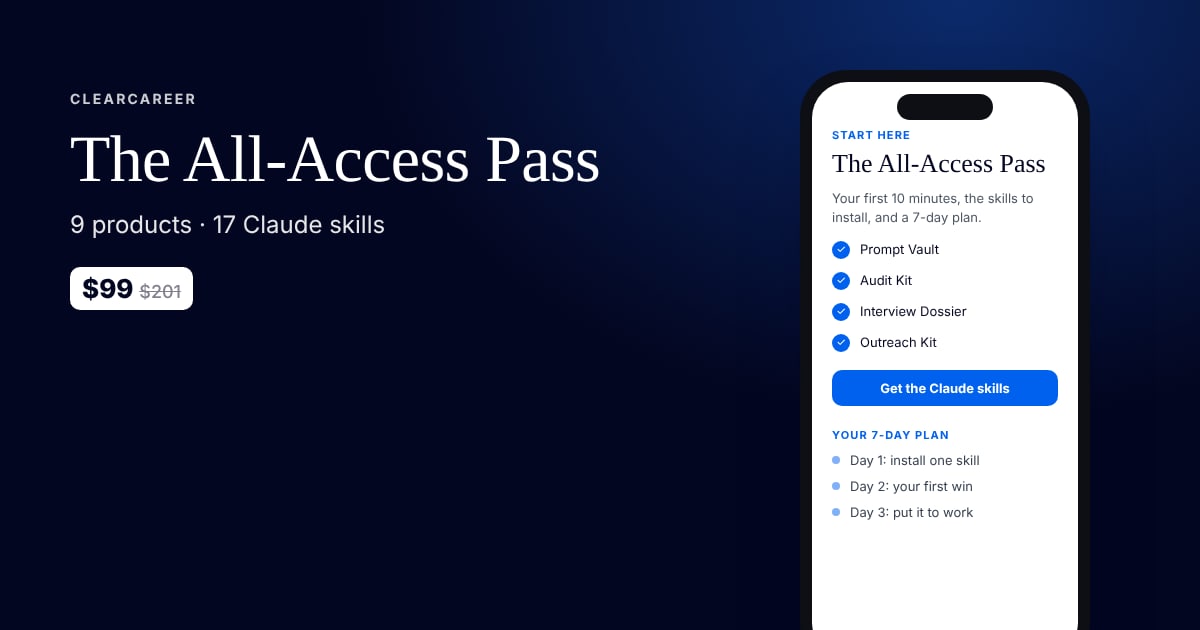 CLEARCAREER
The All-Access Pass
9 products · 17 Claude skills
$99 $201
START HERE
The All-Access Pass
Your first 10 minutes, the skills to
install, and a 7-day plan.
Prompt Vault
Audit Kit
Interview Dossier
Outreach Kit
Get the Claude skills
YOUR 7-DAY PLAN
Day 1: install one skill
Day 2: your first win
Day 3: put it to work